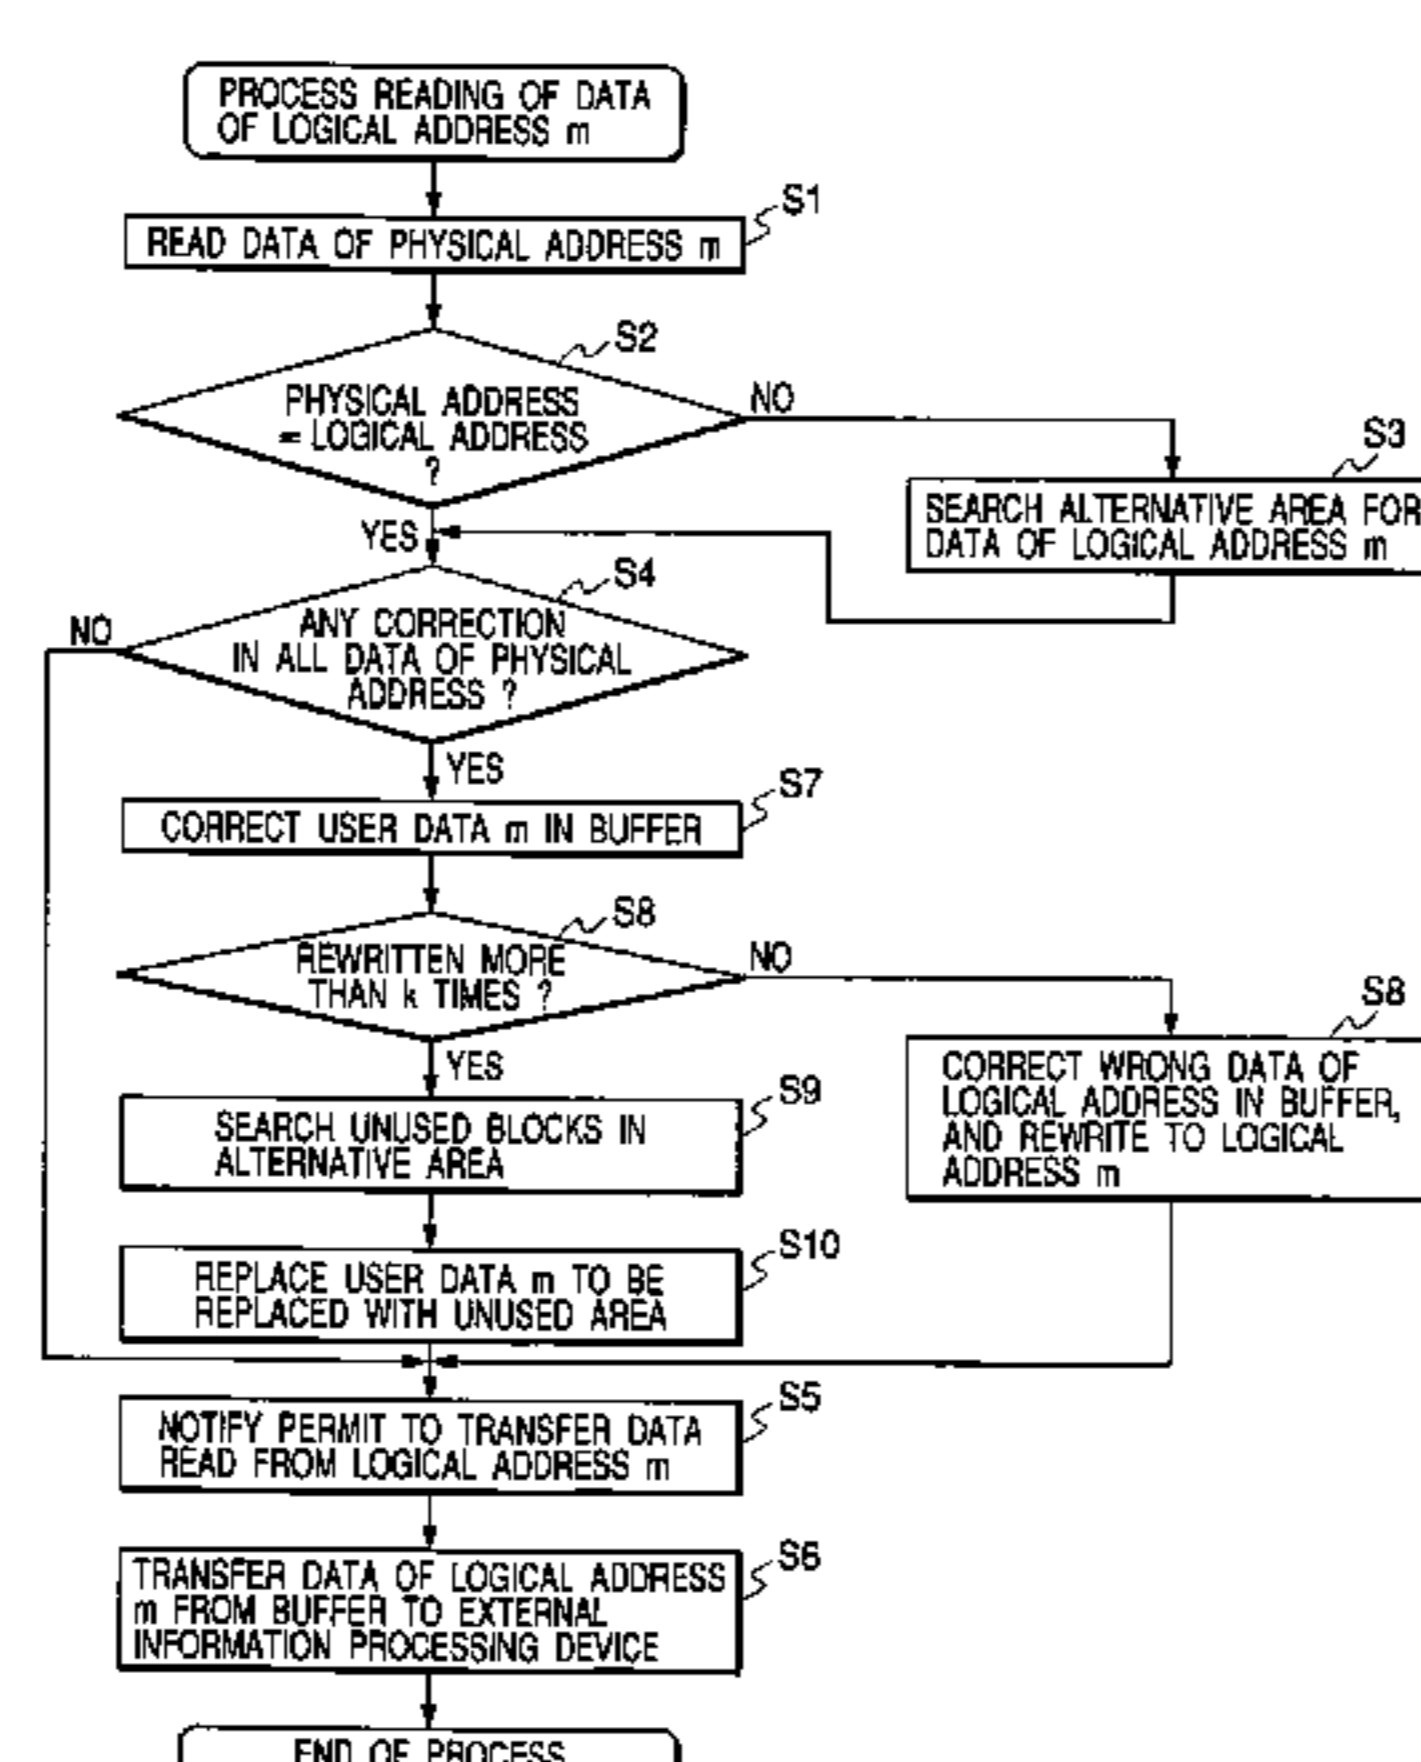 PROCESS READING OF DATA
OF LOGICAL ADDRESS m
S1
READ DATA OF PHYSICAL ADDRESS m
S2
PHYSICAL ADDRESS
= LOGICAL ADDRESS
?
NO
S3
SEARCH ALTERNATIVE AREA FOR
DATA OF LOGICAL ADDRESS m
YES
S4
ANY CORRECTION
IN ALL DATA OF PHYSICAL
ADDRESS ?
NO
YES
S7
CORRECT USER DATA m IN BUFFER
S8
REWRITTEN MORE
THAN k TIMES ?
NO
S8
CORRECT WRONG DATA OF
LOGICAL ADDRESS IN BUFFER,
AND REWRITE TO LOGICAL
ADDRESS m
YES
S9
SEARCH UNUSED BLOCKS IN
ALTERNATIVE AREA
S10
REPLACE USER DATA m TO BE
REPLACED WITH UNUSED AREA
S5
NOTIFY PERMIT TO TRANSFER DATA
READ FROM LOGICAL ADDRESS m
S6
TRANSFER DATA OF LOGICAL ADDRESS
m FROM BUFFER TO EXTERNAL
INFORMATION PROCESSING DEVICE
END OF PROCESS